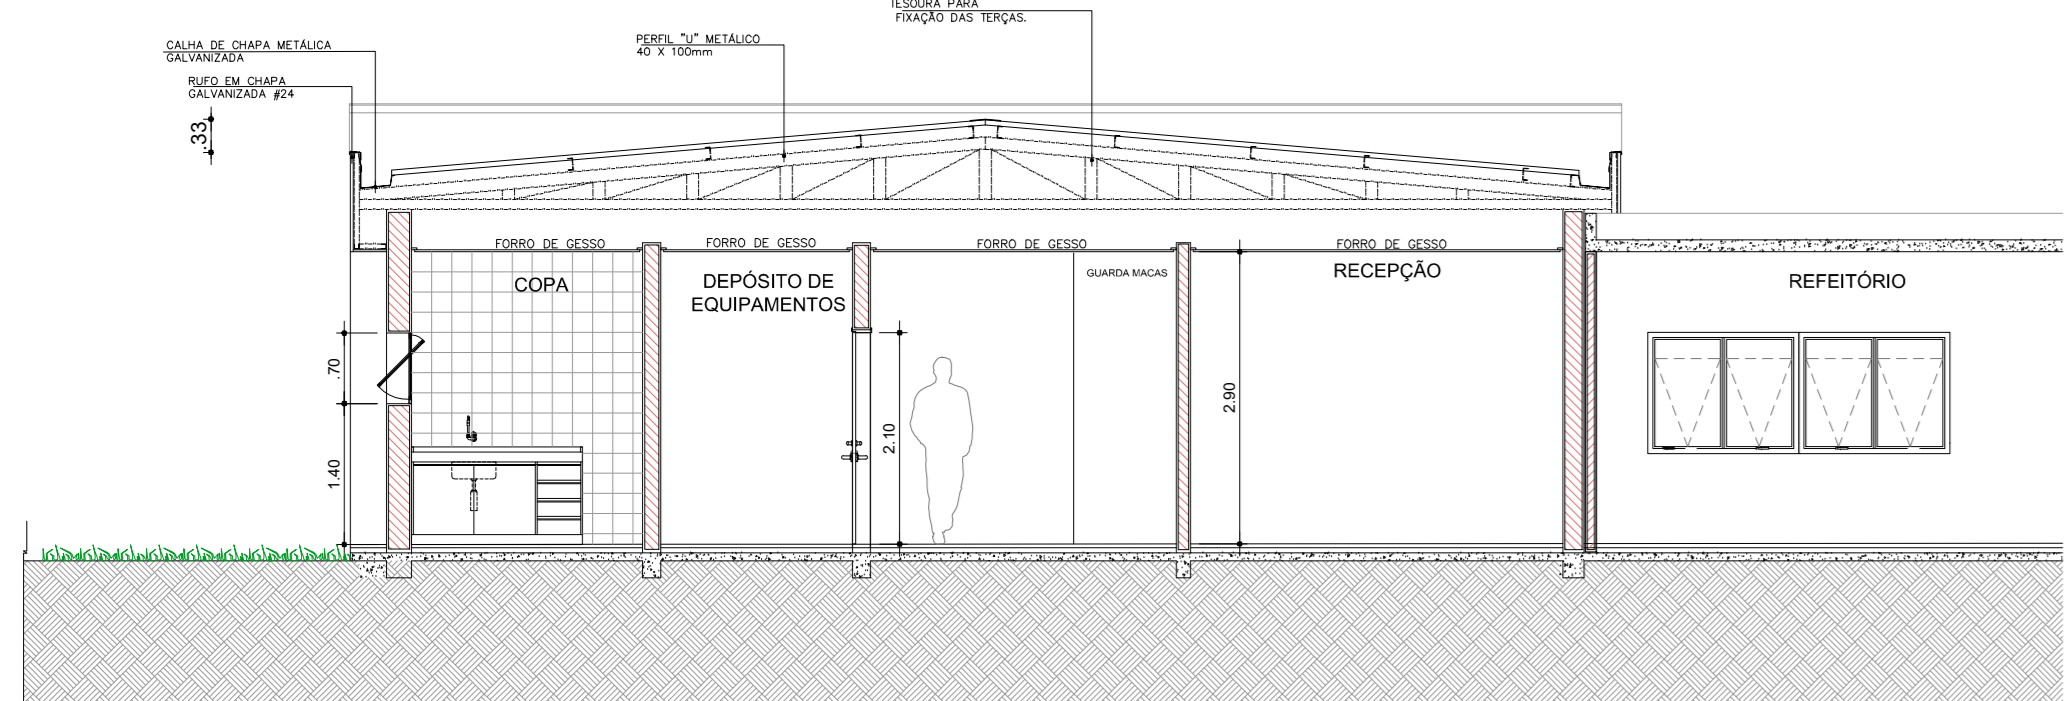 TESOURA PARA
FIXAÇÃO DAS TERÇAS.
PERFIL "U" METÁLICO
40 X 100mm
CALHA DE CHAPA METÁLICA
GALVANIZADA
RUFO EM CHAPA
GALVANIZADA #24
.33
FORRO DE GESSO
FORRO DE GESSO
FORRO DE GESSO
FORRO DE GESSO
COPA
DEPÓSITO DE
EQUIPAMENTOS
GUARDA MACAS
RECEPÇÃO
REFEITÓRIO
.70
1.40
2.10
2.90